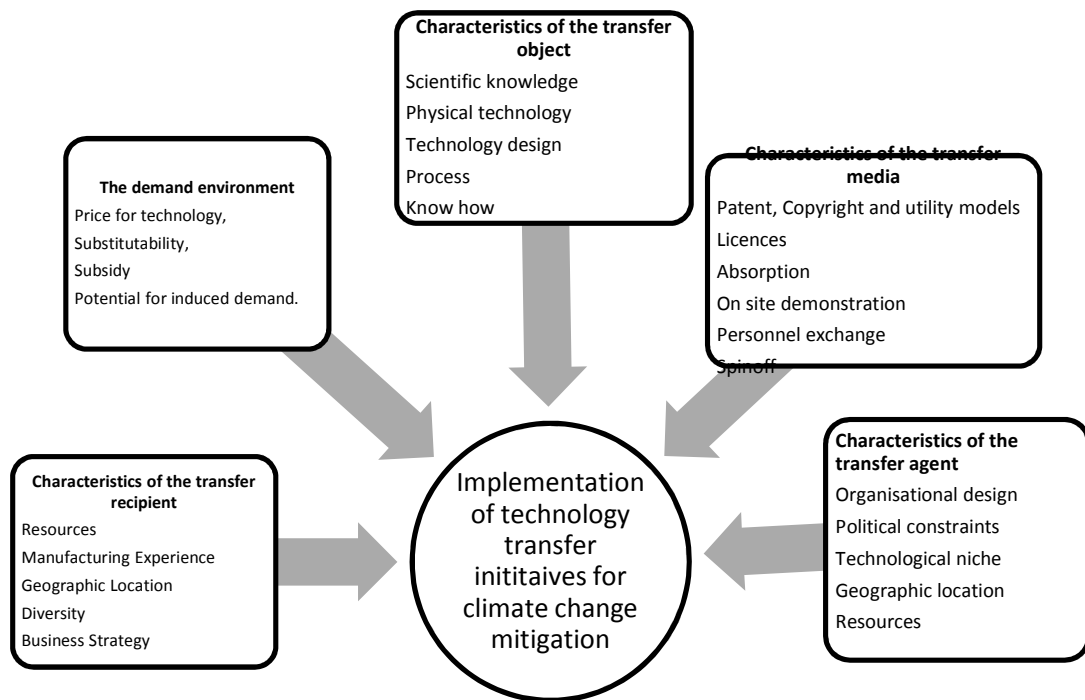 Characteristics of the transfer
object
Scientific knowledge
Physical technology
Technology design
Process
Know how
The demand environment
Price for technology,
Substitutability,
Subsidy
Potential for induced demand.
Characteristics of the transfer
media
Patent, Copyright and utility models
Licences
Absorption
On site demonstration
Personnel exchange
Spinoff
Characteristics of the transfer
recipient
Resources
Manufacturing Experience
Geographic Location
Diversity
Business Strategy
Implementation
of technology
transfer
inititaives for
climate change
mitigation
Characteristics of the
transfer agent
Organisational design
Political constraints
Technological niche
Geographic location
Resources